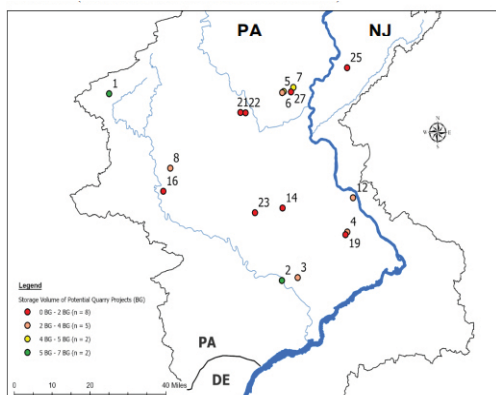 PA
NJ
25
1
5
7
6
27
2122
8
16
12
23
14
4
19
2
3
Legend
Storage Volume of Potential Quarry Projects (BG)
0 BG - 2 BG (n = 8)
2 BG - 4 BG (n = 5)
4 BG - 5 BG (n = 2)
5 BG - 7 BG (n = 2)
PA
DE
0
10
20
40 Miles